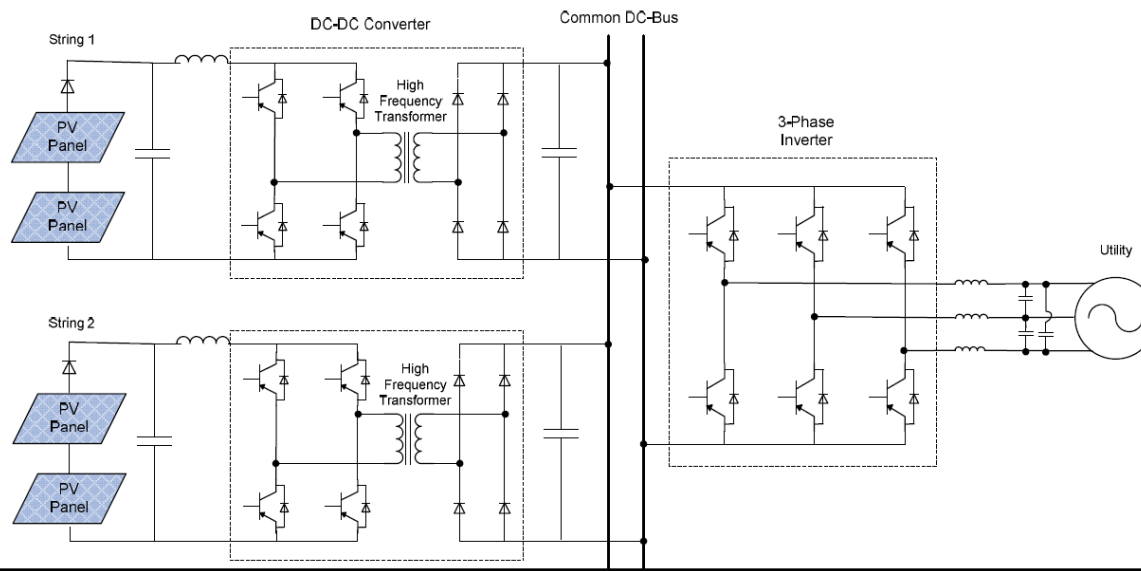 DC-DC Converter
Common DC-Bus
String 1
High
Frequency
Transformer
PV
Panel
PV
Panel
3-Phase
Inverter
Utility
String 2
High
Frequency
Transformer
PV
Panel
PV
Panel